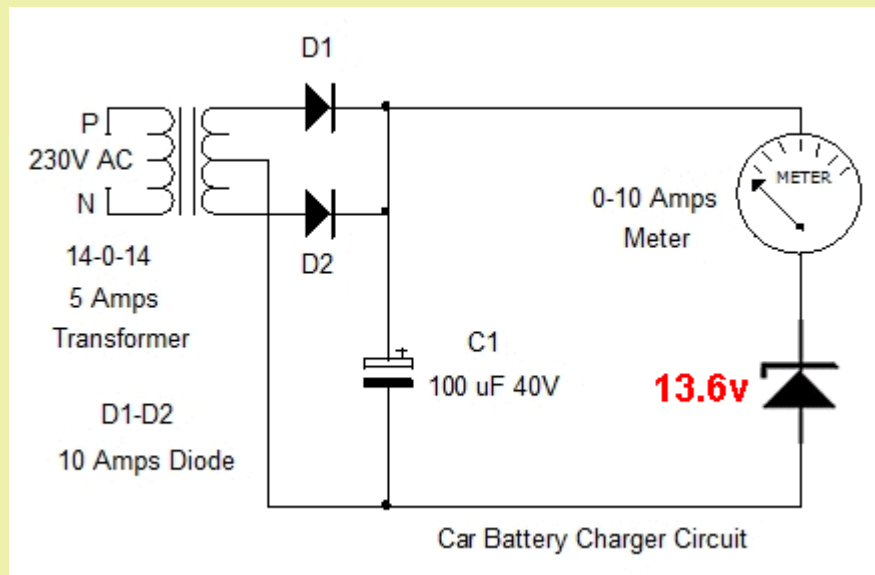 D1
P
230V AC
N
D2
14-0-14
5 Amps
Transformer
D1-D2
10 Amps Diode
+
C1
100 uF 40V
METER
0-10 Amps
Meter
13.6v
Car Battery Charger Circuit